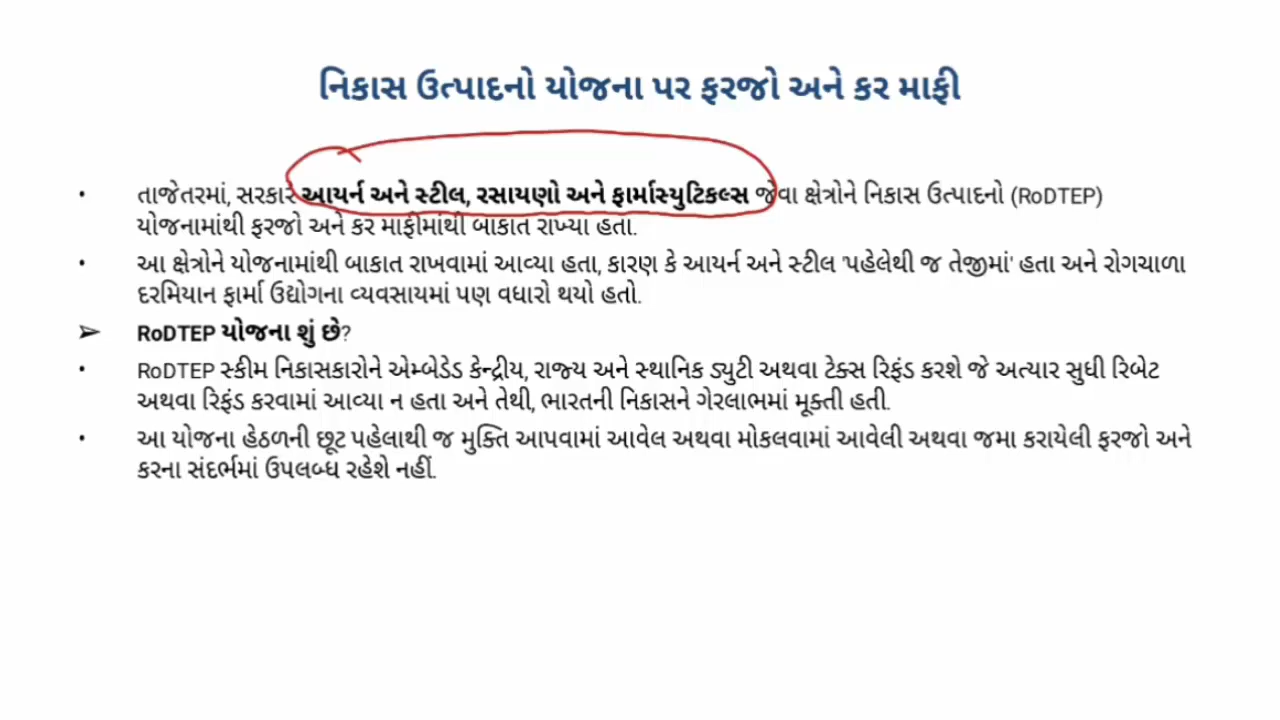 નિકાસ ઉત્પાદનો યોજના પર ફરજો અને કર માફી
• તાજેતરમાં, સરકારે આયર્ન અને સ્ટીલ, રસાયણો અને ફાર્માસ્યુટિકલ્સ જેવા ક્ષેત્રોને નિકાસ ઉત્પાદનો (RoDTEP)
યોજનામાંથી ફરજો અને કર માફીમાંથી બાકાત રાખ્યા હતા.
• આ ક્ષેત્રોને યોજનામાંથી બાકાત રાખવામાં આવ્યા હતા, કારણ કે આયર્ન અને સ્ટીલ 'પહેલેથી જ તેજીમાં' હતા અને રોગચાળા
દરમિયાન ફાર્મા ઉદ્યોગના વ્યવસાયમાં પણ વધારો થયો હતો.
➢ RoDTEP યોજના શું છે?
• RoDTEP સ્કીમ નિકાસકારોને એમ્બેડેડ કેન્દ્રીય, રાજ્ય અને સ્થાનિક ડ્યુટી અથવા ટેક્સ રિફંડ કરશે જે અત્યાર સુધી રિબેટ
અથવા રિફંડ કરવામાં આવ્યા ન હતા અને તેથી, ભારતની નિકાસને ગેરલાભમાં મૂકતી હતી.
• આ યોજના હેઠળની છૂટ પહેલાથી જ મુક્તિ આપવામાં આવેલ અથવા મોકલવામાં આવેલી અથવા જમા કરાયેલી ફરજો અને
કરના સંદર્ભમાં ઉપલબ્ધ રહેશે નહીં.